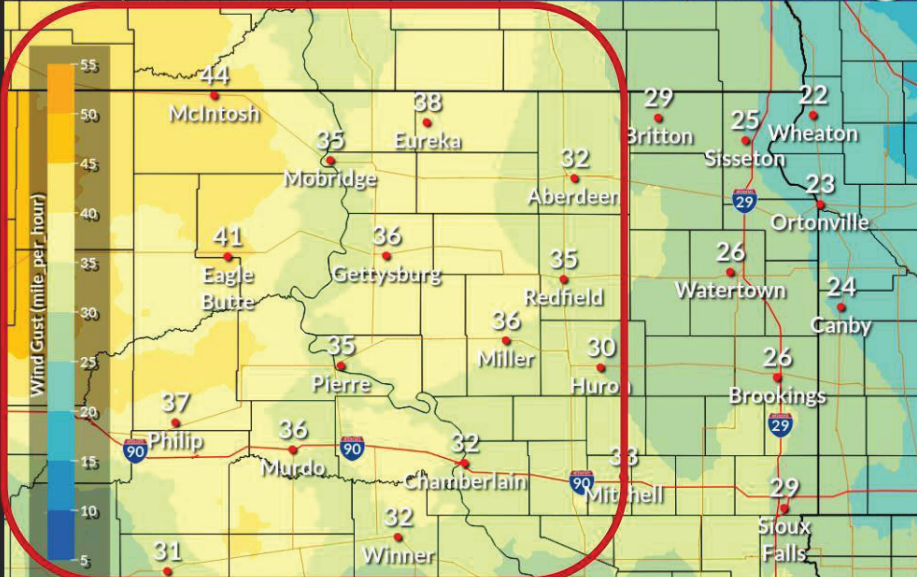 55
50
45
40
35
30
25
20
15
10
5
Wind Gust (mile_per_hour)
44
McIntosh
38
Eureka
35
Mobridge
32
Aberdeen
29
Britton
25
Sisseton
22
Wheaton
29
23
Ortonville
41
Eagle
Butte
36
Gettysburg
35
Redfield
26
Watertown
24
Canby
36
Miller
35
Pierre
30
Huron
26
Brookings
29
37
Philip
90
36
Murdo
90
32
Chamberlain
90
33
Mitchell
29
Sioux
Falls
32
Winner
31